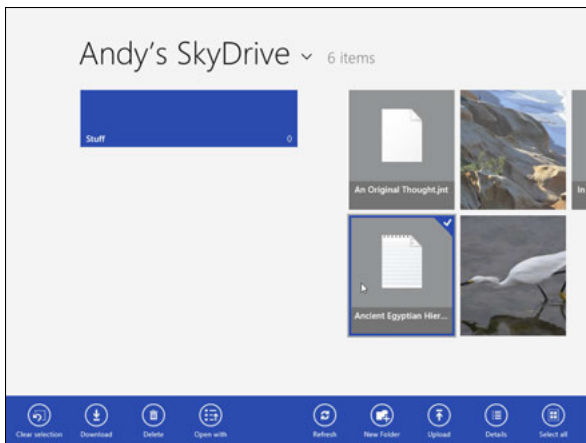 Andy's SkyDrive 6 items
Stuff 0
An Original Thought.jnt
In
Ancient Egyptian Hier...
Clear selection Download Delete Open with Refresh New Folder Upload Details Select all